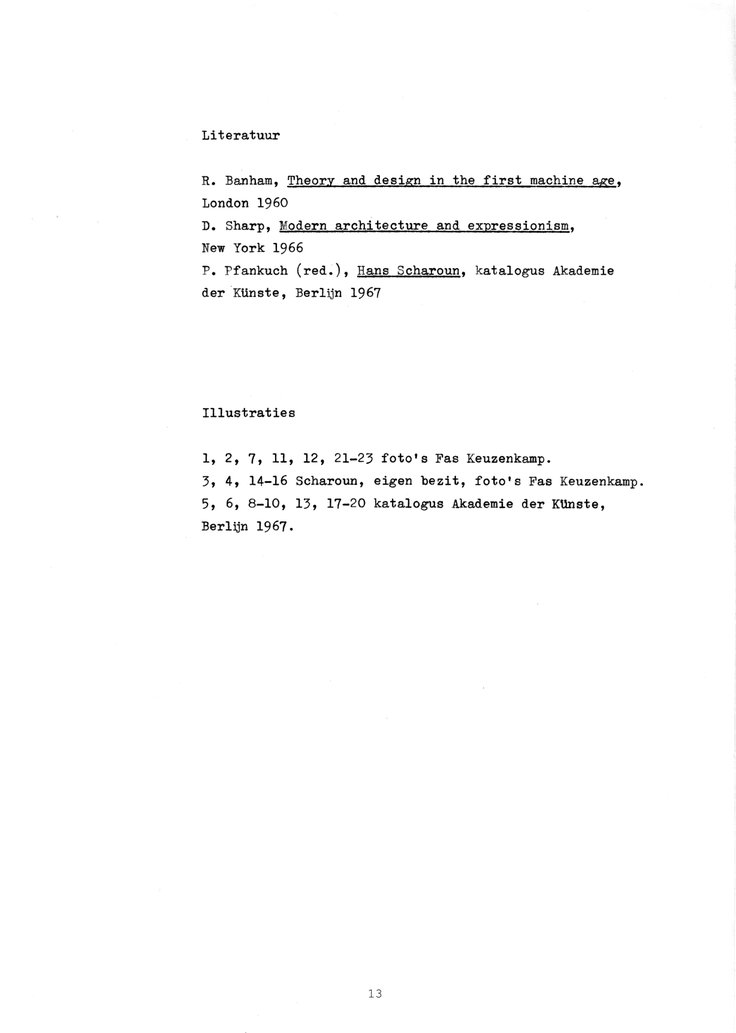 Literatuur
R. Banham, Theory and design in the first machine age,
London 1960
D. Sharp, Modern architecture and expressionism,
New York 1966
P. Pfankuch (red.), Hans Scharoun, katalogus Akademie
der Künste, Berlijn 1967
Illustraties
1, 2, 7, 11, 12, 21-23 foto's Fas Keuzenkamp.
3, 4, 14-16 Scharoun, eigen bezit, foto's Fas Keuzenkamp.
5, 6, 8-10, 13, 17-20 katalogus Akademie der Künste,
Berlijn 1967.
13